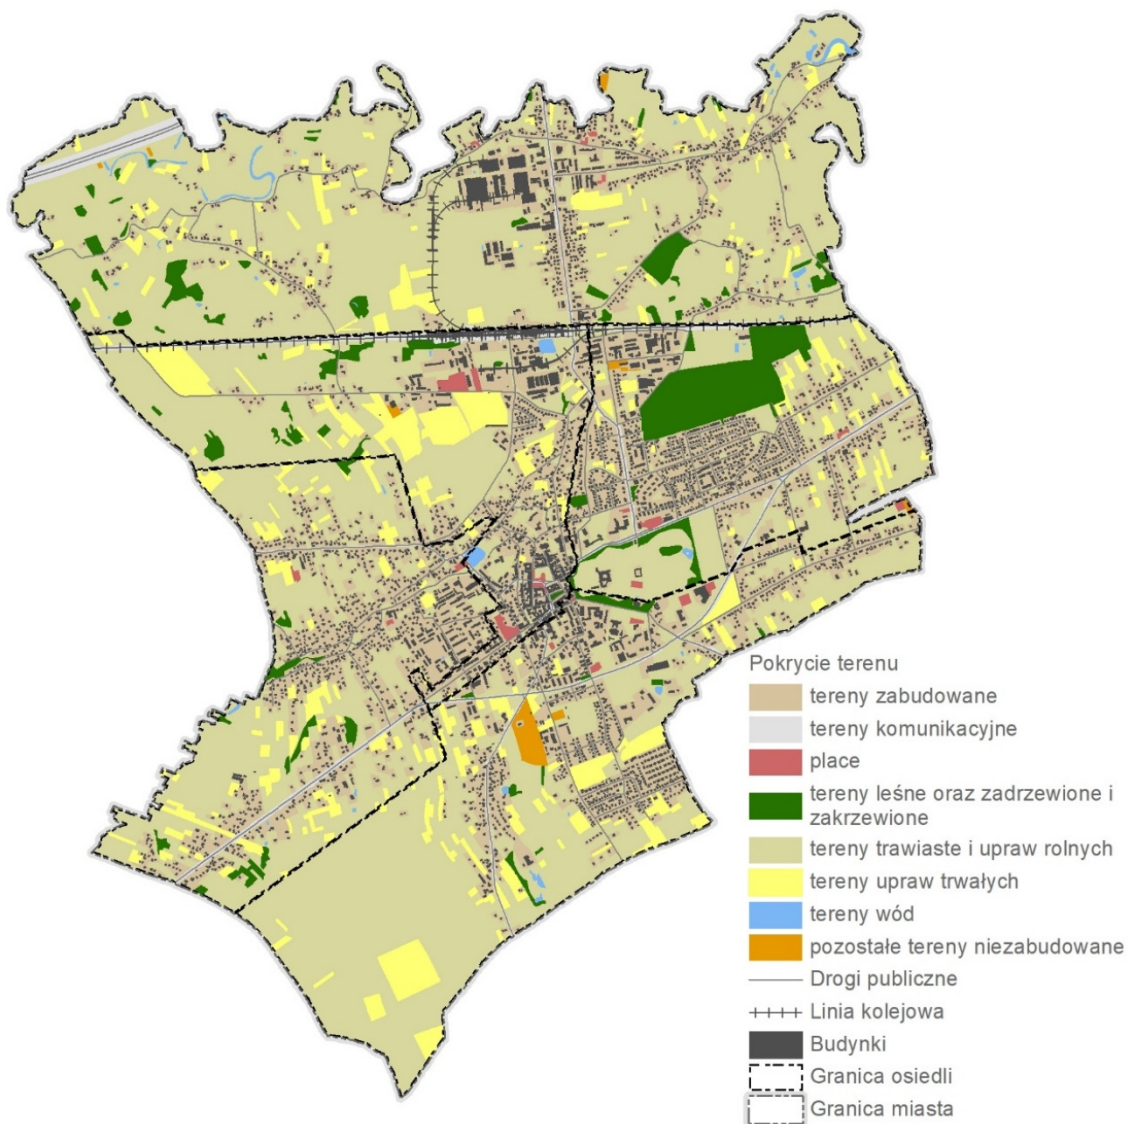 Pokrycie terenu
tereny zabudowane
tereny komunikacyjne
place
tereny leśne oraz zadrzewione i
zakrzewione
tereny trawiaste i upraw rolnych
tereny upraw trwałych
tereny wód
pozostałe tereny niezabudowane
Drogi publiczne
Linia kolejowa
Budynki
Granica osiedli
Granica miasta